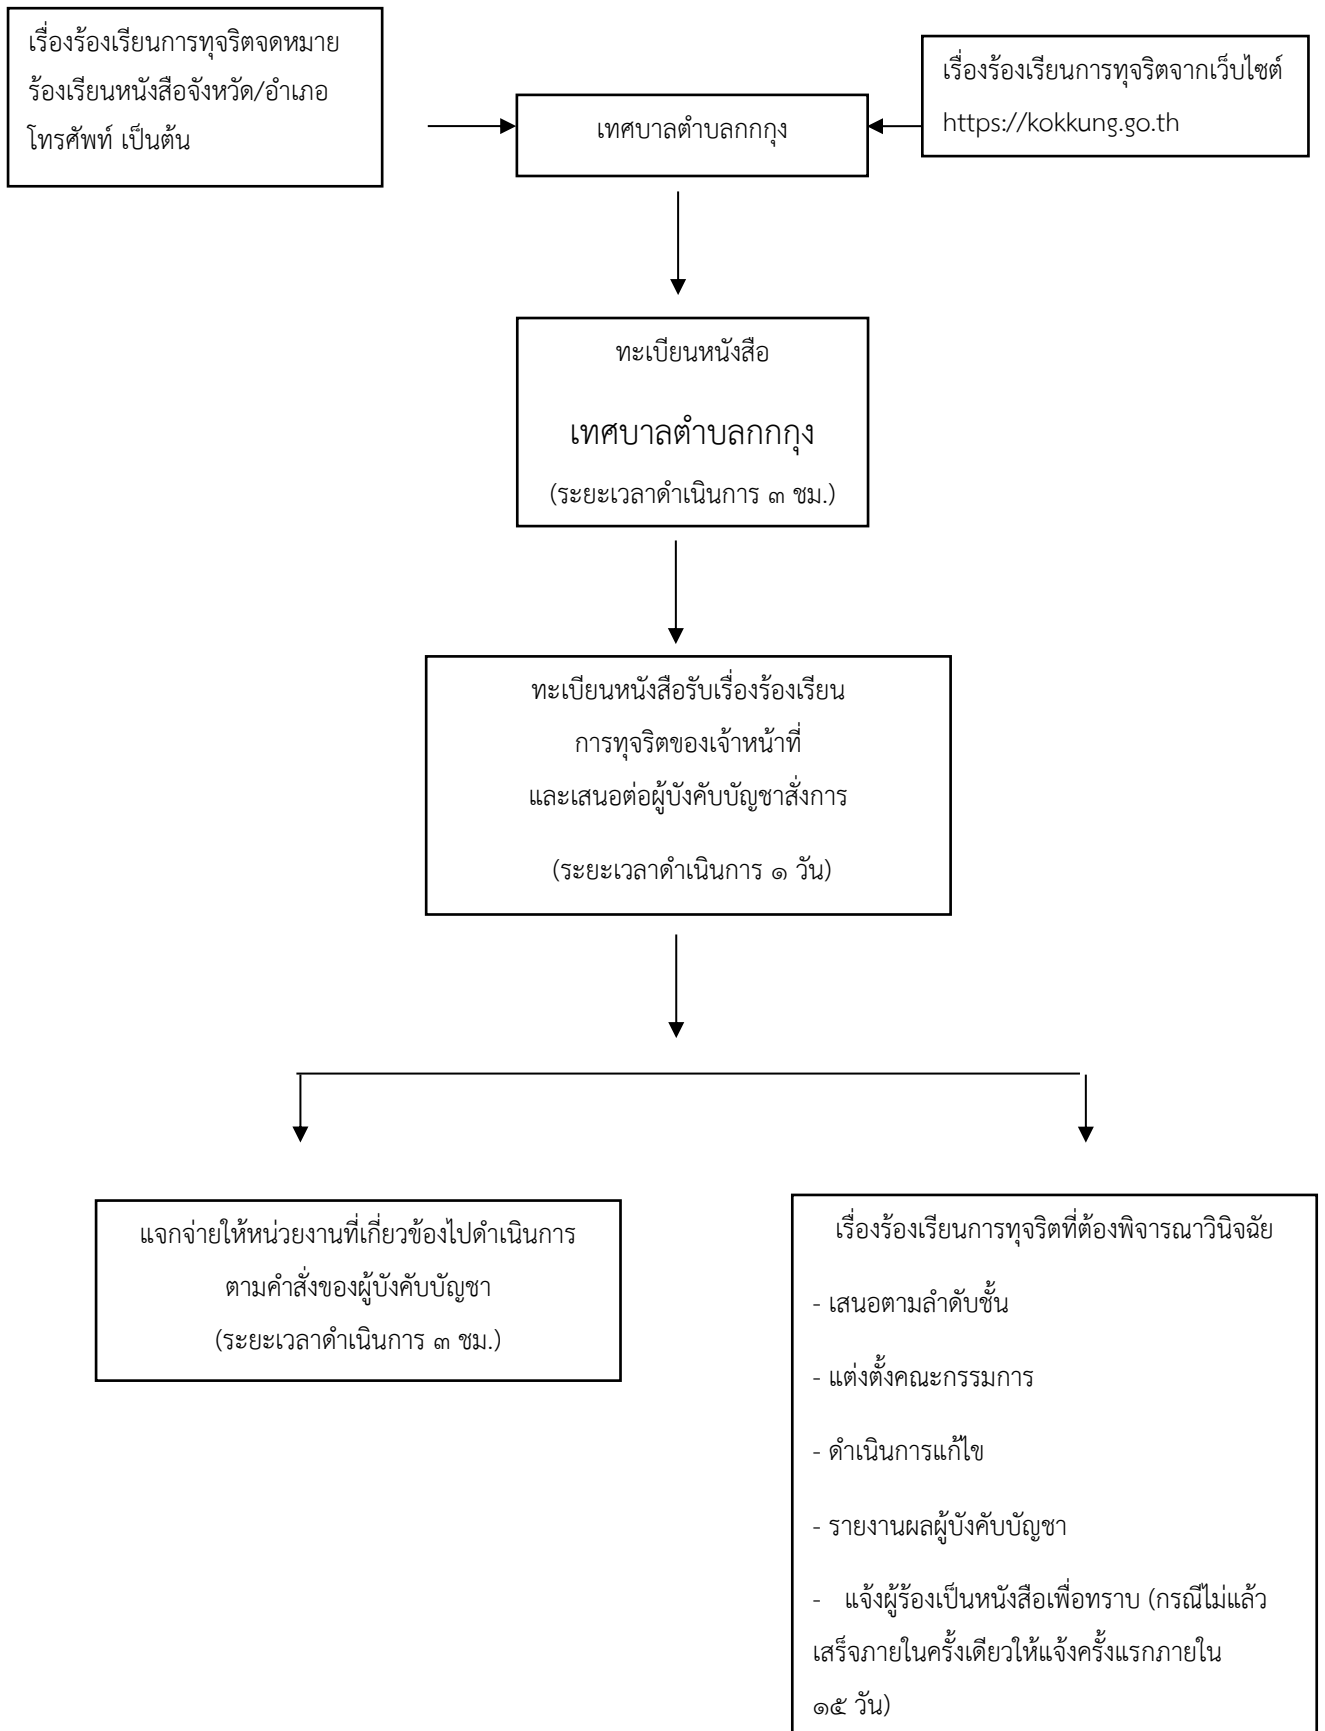 เรื่องร้องเรียนการทุจริตจดหมาย
ร้องเรียนหนังสือจังหวัด/อำเภอ
โทรศัพท์ เป็นต้น
เทศบาลตำบลกกกุง
เรื่องร้องเรียนการทุจริตจากเว็บไซต์
https://kokkung.go.th
ทะเบียนหนังสือ
เทศบาลตำบลกกกุง
(ระยะเวลาดำเนินการ ๓ ชม.)
ทะเบียนหนังสือรับเรื่องร้องเรียน
การทุจริตของเจ้าหน้าที่
และเสนอต่อผู้บังคับบัญชาสั่งการ
(ระยะเวลาดำเนินการ ๑ วัน)
แจกจ่ายให้หน่วยงานที่เกี่ยวข้องไปดำเนินการ
ตามคำสั่งของผู้บังคับบัญชา
(ระยะเวลาดำเนินการ ๓ ชม.)
เรื่องร้องเรียนการทุจริตที่ต้องพิจารณาวินิจฉัย
- เสนอตามลำดับชั้น
- แต่งตั้งคณะกรรมการ
- ดำเนินการแก้ไข
- รายงานผลผู้บังคับบัญชา
- แจ้งผู้ร้องเป็นหนังสือเพื่อทราบ (กรณีไม่แล้ว
เสร็จภายในครั้งเดียวให้แจ้งครั้งแรกภายใน
๑๕ วัน)